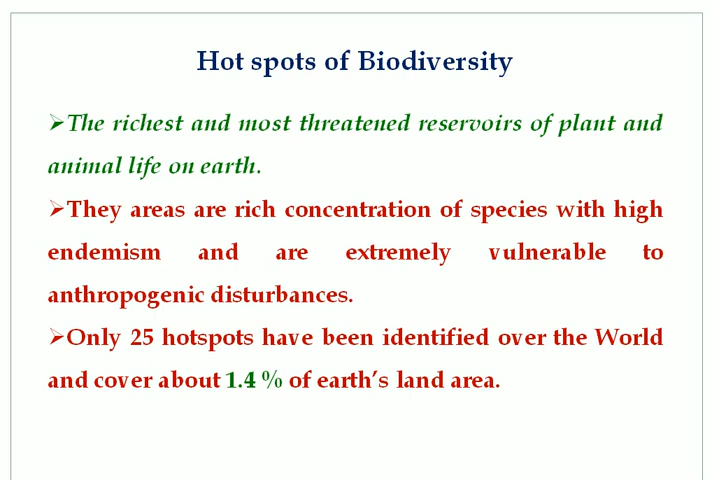 Hot spots of Biodiversity
➢The richest and most threatened reservoirs of plant and
animal life on earth.
➢They areas are rich concentration of species with high
endemism and are extremely vulnerable to
anthropogenic disturbances.
➢Only 25 hotspots have been identified over the World
and cover about 1.4 % of earth’s land area.